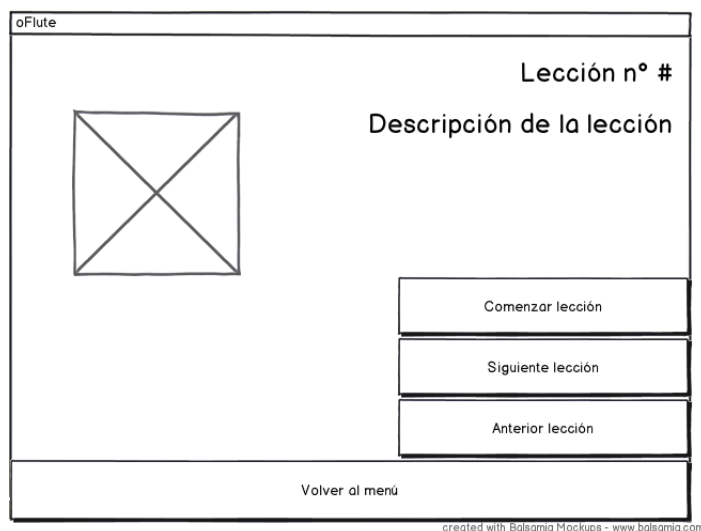 oFlute
Lección n° #
Descripción de la lección
Comenzar lección
Siguiente lección
Anterior lección
Volver al menú
created with Balsamiq Mockups - www.balsamiq.com